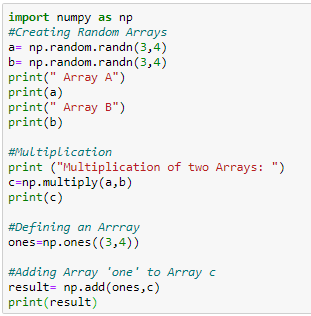 import numpy as np
#Creating Random Arrays
a= np.random.randn(3,4)
b= np.random.randn(3,4)
print(" Array A")
print(a)
print(" Array B")
print(b)
#Multiplication
print ("Multiplication of two Arrays: ")
c=np.multiply(a,b)
print(c)
#Defining an Arrray
ones=np.ones((3,4))
#Adding Array 'one' to Array c
result= np.add(ones,c)
print(result)